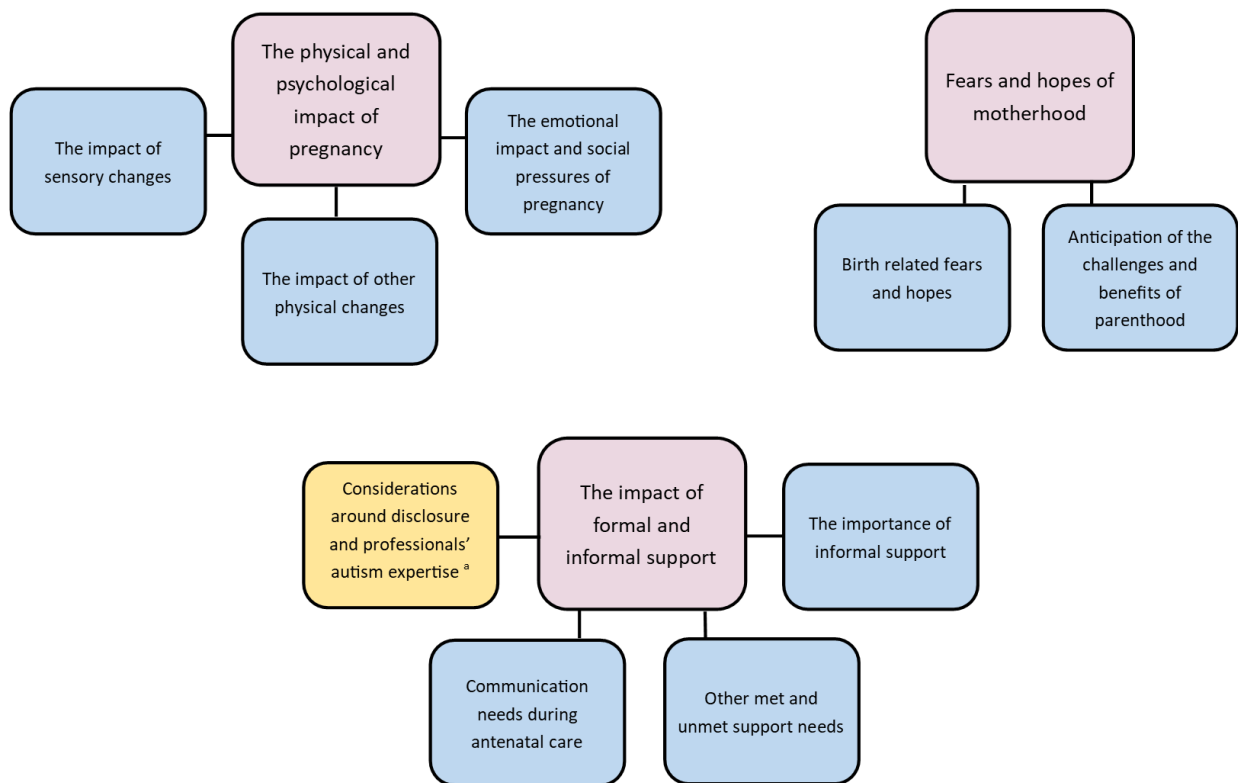 The physical and
psychological
impact of
pregnancy
The impact of
sensory changes
The emotional
impact and social
pressures of
pregnancy
The impact of other
physical changes
Fears and hopes of
motherhood
Birth related fears
and hopes
Anticipation of the
challenges and
benefits of
parenthood
Considerations
around disclosure
and professionals’
autism expertise ᵃ
The impact of
formal and
informal support
The importance of
informal support
Communication
needs during
antenatal care
Other met and
unmet support needs